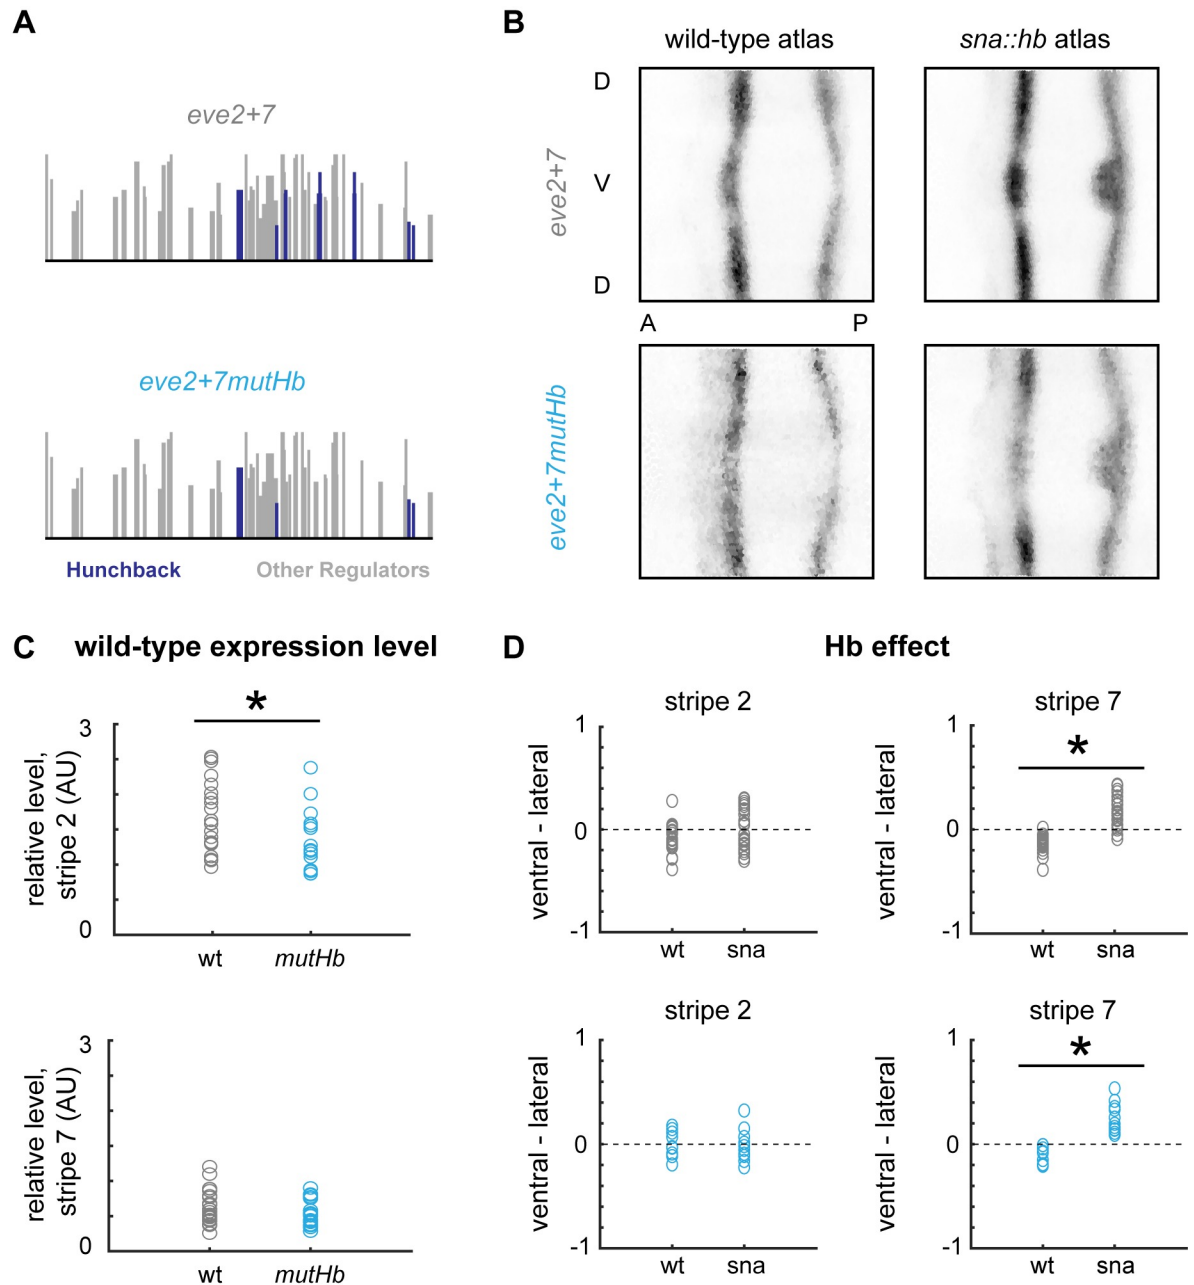 A
eve2+7
eve2+7mutHb
Hunchback
Other Regulators
B
wild-type atlas
sna::hb atlas
eve2+7
D
V
D
A
P
eve2+7mutHb
C
wild-type expression level
*
3
0
relative level,
stripe 2 (AU)
wt
mutHb
3
0
relative level,
stripe 7 (AU)
wt
mutHb
D
Hb effect
stripe 2
1
0
-1
ventral - lateral
wt
sna
stripe 7
*
1
0
-1
ventral - lateral
wt
sna
stripe 2
1
0
-1
ventral - lateral
wt
sna
stripe 7
*
1
0
-1
ventral - lateral
wt
sna